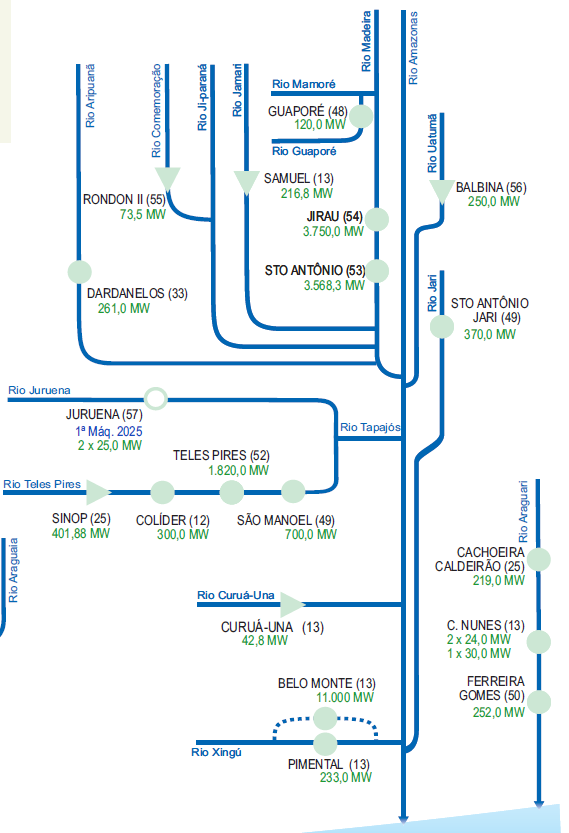 Rio Aripuanã
Rio Comemoração
Rio Ji-paraná
Rio Jamari
Rio Madeira
Rio Amazonas
Rio Mamoré
GUAPORÉ (48)
120,0 MW
Rio Guaporé
Rio Uatumã
RONDON II (55)
73,5 MW
SAMUEL (13)
216,8 MW
BALBINA (56)
250,0 MW
JIRAU (54)
3.750,0 MW
STO ANTÔNIO (53)
3.568,3 MW
DARDANELOS (33)
261,0 MW
Rio Jari
STO ANTÔNIO
JARI (49)
370,0 MW
Rio Juruena
JURUENA (57)
1ª Máq. 2025
2 x 25,0 MW
Rio Tapajós
TELES PIRES (52)
1.820,0 MW
Rio Teles Pires
SINOP (25)
401,88 MW
COLÍDER (12)
300,0 MW
SÃO MANOEL (49)
700,0 MW
Rio Araguaia
Rio Araguari
CACHOEIRA
CALDEIRÃO (25)
219,0 MW
Rio Curuá-Una
CURUÁ-UNA (13)
42,8 MW
C. NUNES (13)
2 x 24,0 MW
1 x 30,0 MW
BELO MONTE (13)
11.000 MW
FERREIRA
GOMES (50)
252,0 MW
Rio Xingú
PIMENTAL (13)
233,0 MW